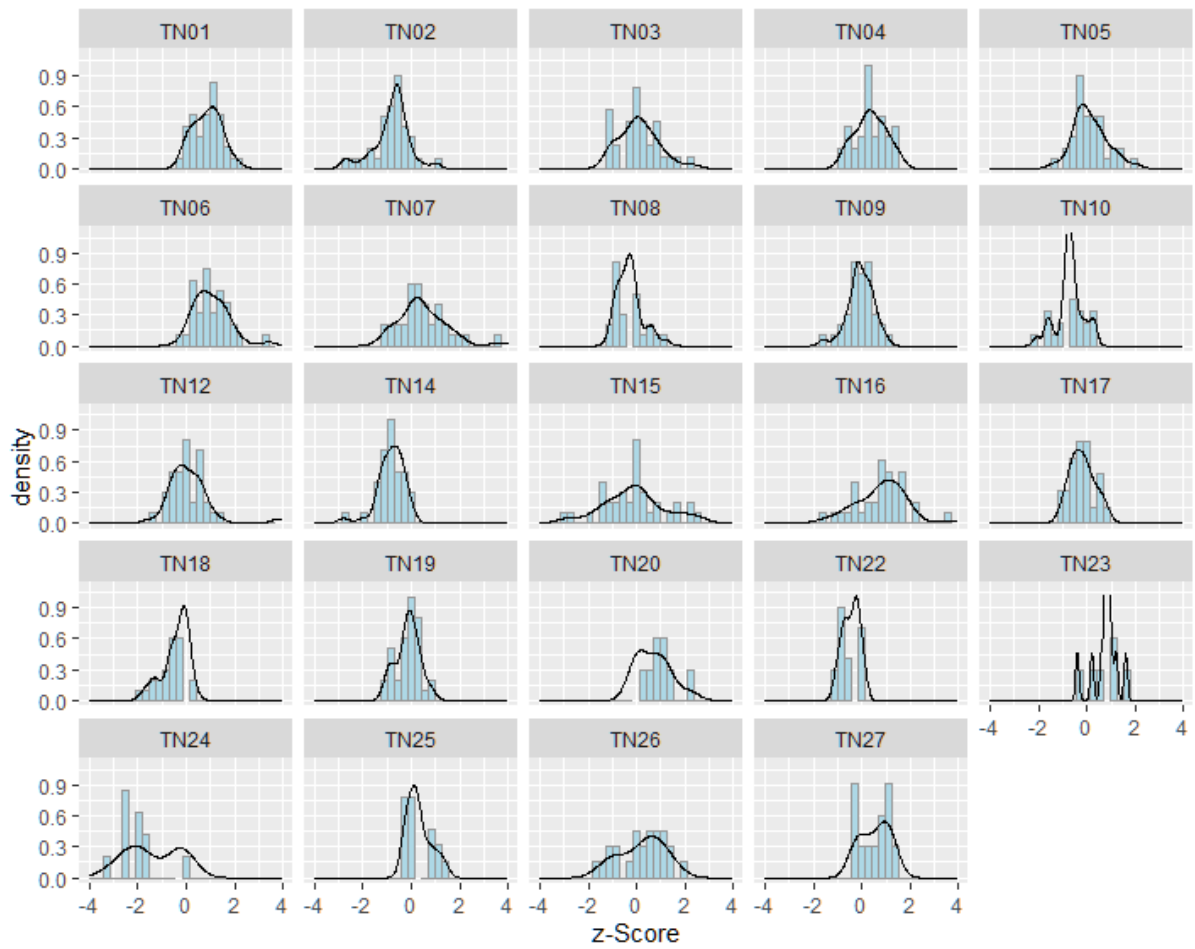 TN01 TN02 TN03 TN04 TN05
0.9
0.6
0.3
0.0
TN06 TN07 TN08 TN09 TN10
0.9
0.6
0.3
0.0
TN12 TN14 TN15 TN16 TN17
density
0.9
0.6
0.3
0.0
TN18 TN19 TN20 TN22 TN23
0.9
0.6
0.3
0.0
-4 -2 0 2 4
TN24 TN25 TN26 TN27
0.9
0.6
0.3
0.0
-4 -2 0 2 4 -4 -2 0 2 4 -4 -2 0 2 4 -4 -2 0 2 4
z-Score